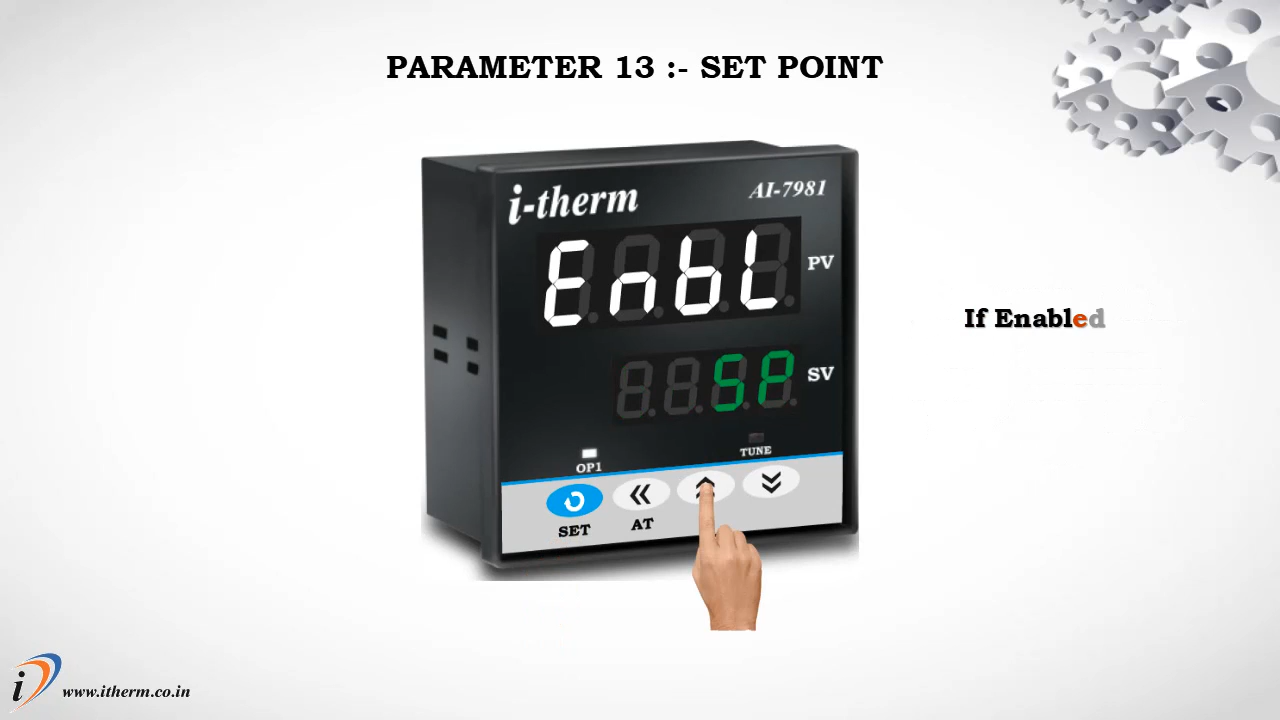 PARAMETER 13 :- SET POINT
i-therm
AI-7981
EnbL
PV
If Enabled
SP
SV
OP1
TUNE
SET
AT
i
www.itherm.co.in